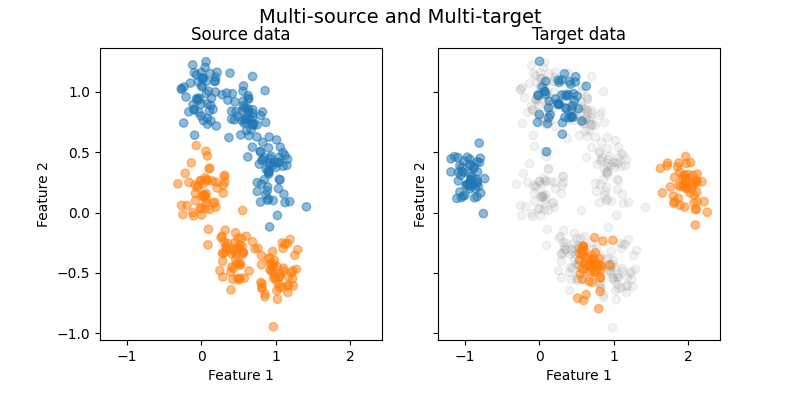 Multi-source and Multi-target
Source data
Target data
1.0
0.5
0.0
−0.5
−1.0
Feature 2
Feature 2
−1
0
1
2
−1
0
1
2
Feature 1
Feature 1